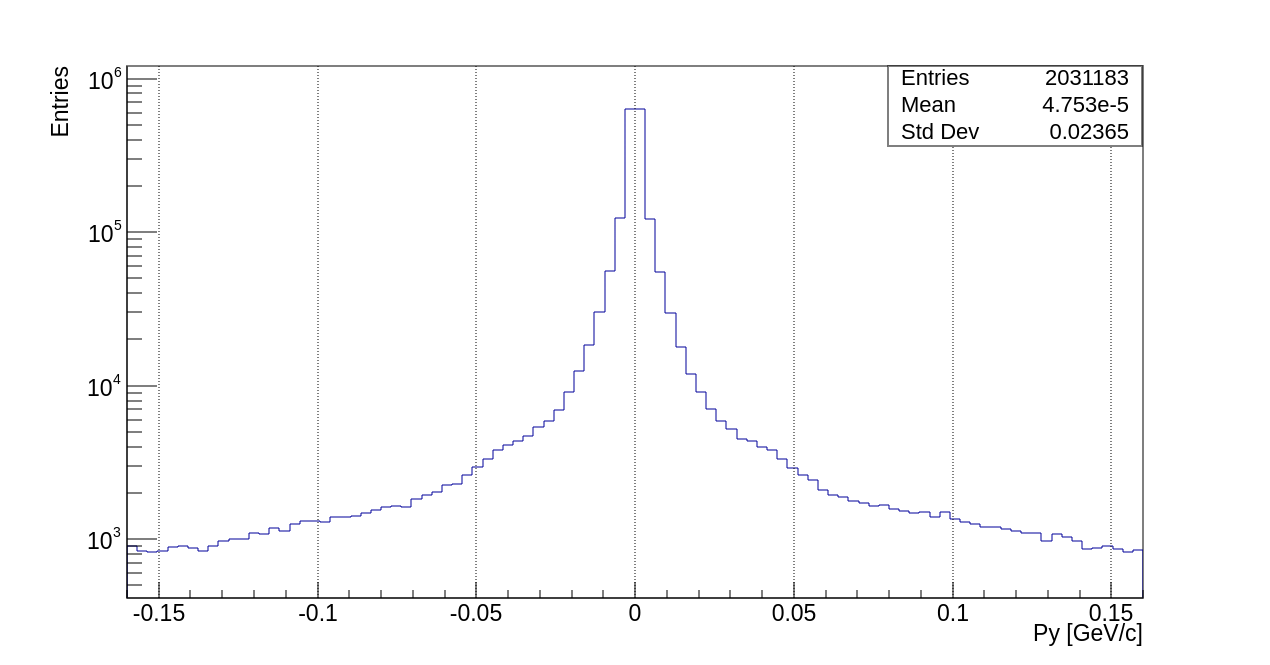 Entries
10^6
10^5
10^4
10^3
Entries 2031183
Mean 4.753e-5
Std Dev 0.02365
-0.15 -0.1 -0.05 0 0.05 0.1 0.15
Py [GeV/c]